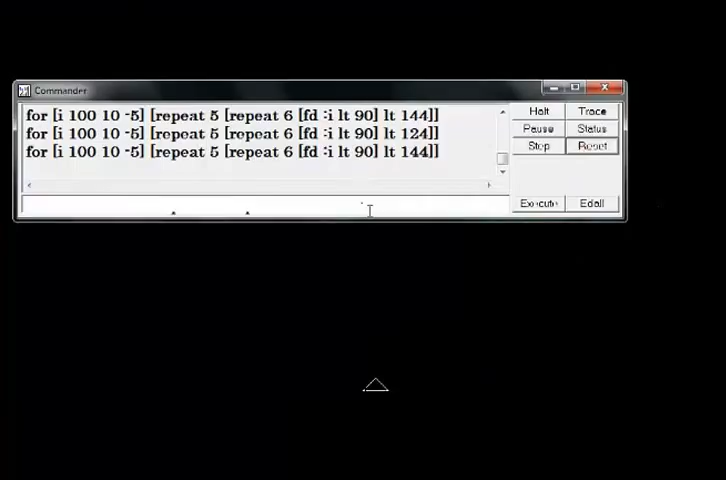 Commander
for [i 100 10 -5] [repeat 5 [repeat 6 [fd :i lt 90] lt 144]]
for [i 100 10 -5] [repeat 5 [repeat 6 [fd :i lt 90] lt 124]]
for [i 100 10 -5] [repeat 5 [repeat 6 [fd :i lt 90] lt 144]]
Halt Trace
Pause Status
Step Reset
Execute Edall